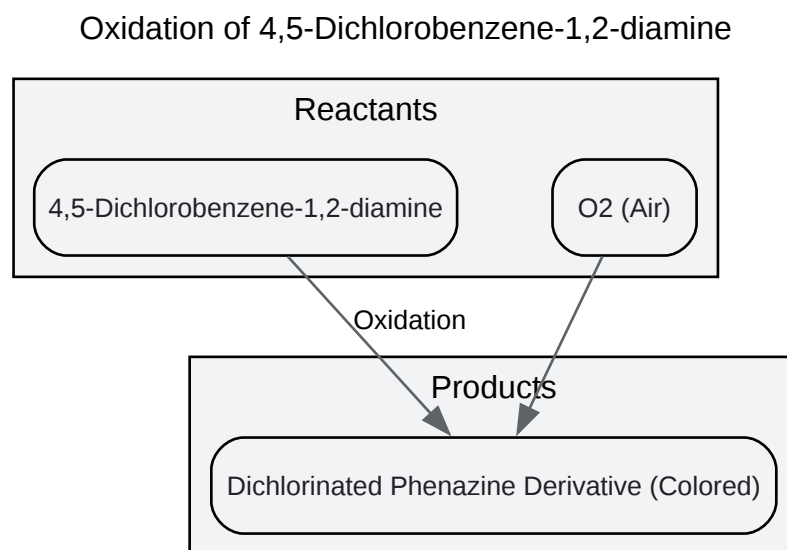 Oxidation of 4,5-Dichlorobenzene-1,2-diamine
Reactants
4,5-Dichlorobenzene-1,2-diamine
O2 (Air)
Oxidation
Products
Dichlorinated Phenazine Derivative (Colored)